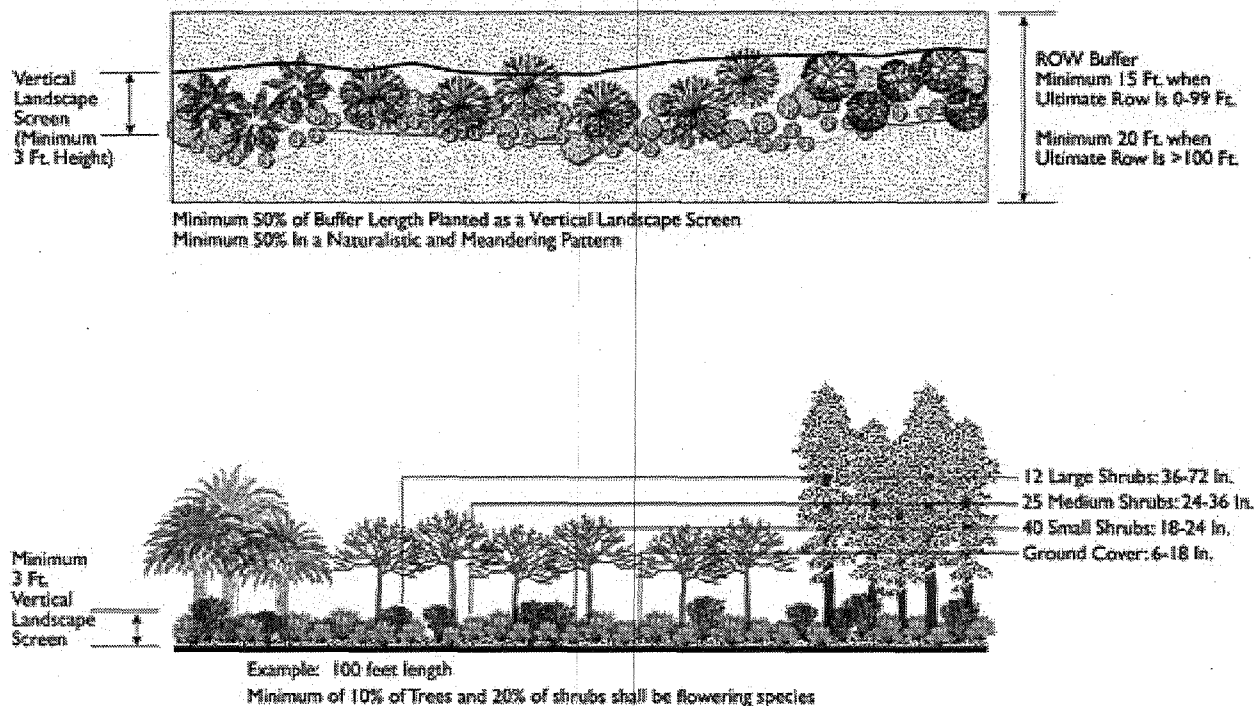 Vertical
Landscape
Screen
(Minimum
3 Ft. Height)
ROW Buffer
Minimum 15 Ft. when
Ultimate Row Is 0-99 Ft.
Minimum 20 Ft. when
Ultimate Row Is >100 Ft.
Minimum 50% of Buffer Length Planted as a Vertical Landscape Screen
Minimum 50% In a Naturalistic and Meandering Pattern
12 Large Shrubs: 36-72 In.
25 Medium Shrubs: 24-36 In.
40 Small Shrubs: 18-24 In.
Ground Cover: 6-18 In.
Minimum
3 Ft.
Vertical
Landscape
Screen
Example: 100 feet length
Minimum of 10% of Trees and 20% of shrubs shall be flowering species